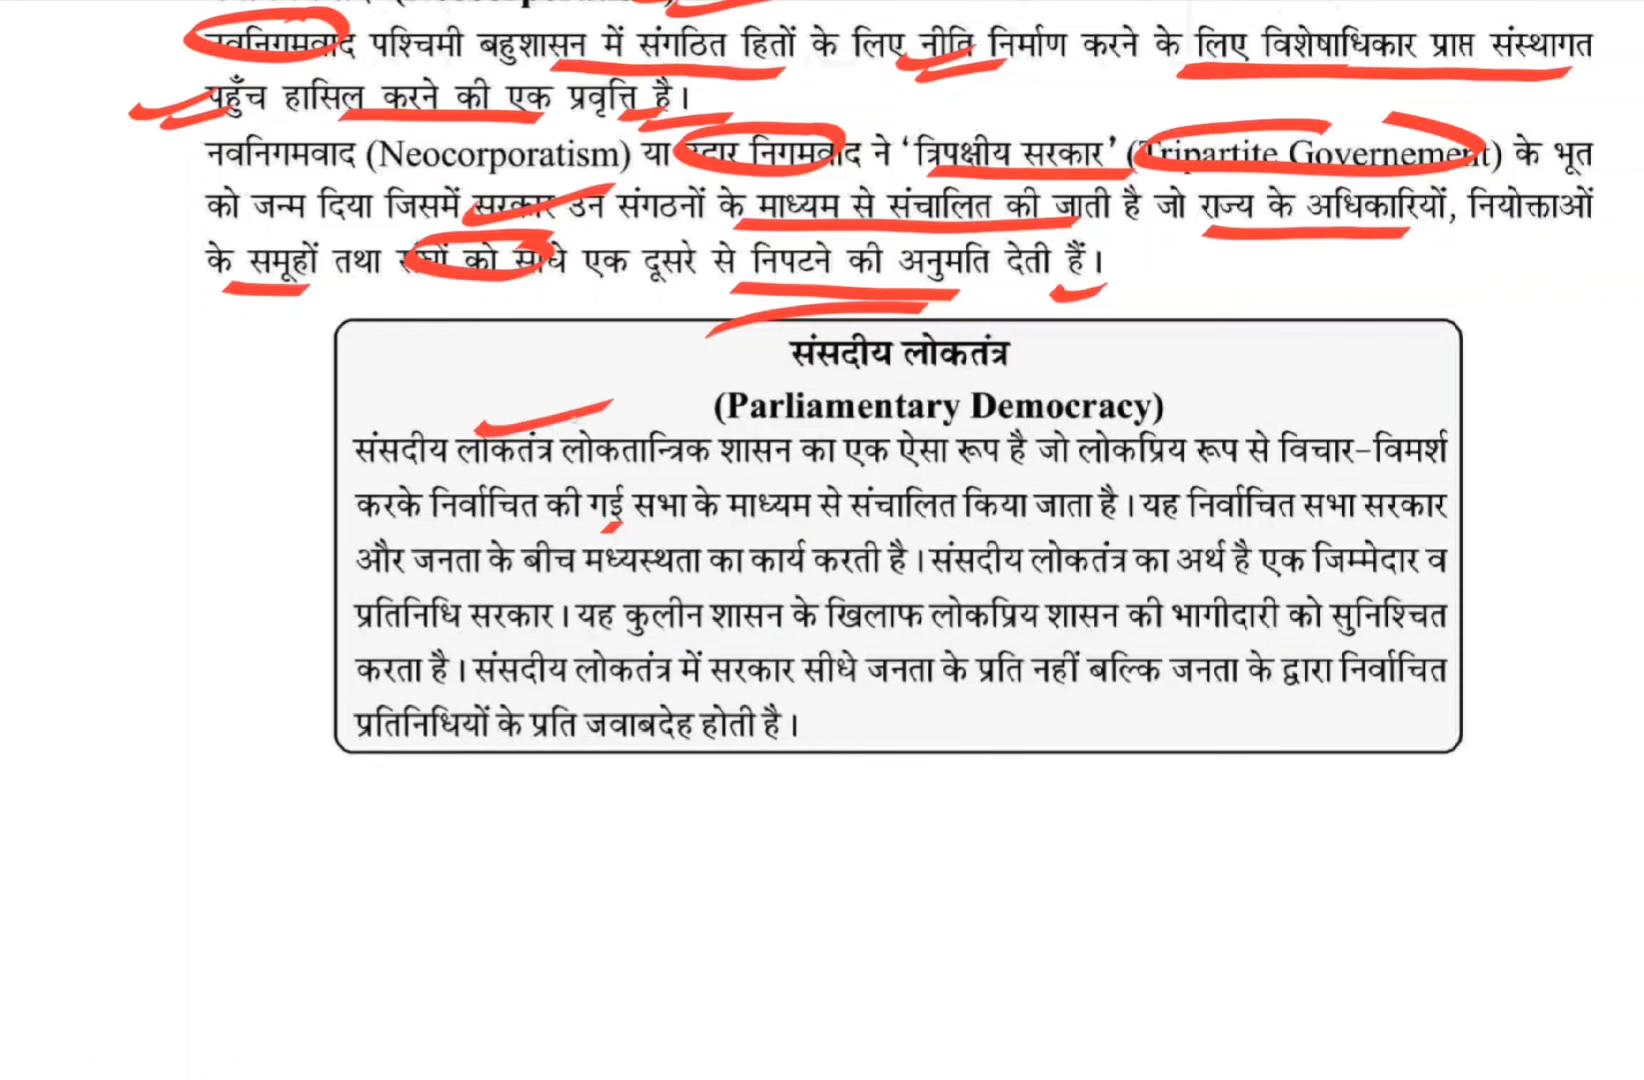 नवनिगमवाद पश्चिमी बहुशासन में संगठित हितों के लिए नीति निर्माण करने के लिए विशेषाधिकार प्राप्त संस्थागत
पहुँच हासिल करने की एक प्रवृत्ति है।
नवनिगमवाद (Neocorporatism) या उदार निगमवाद ने ‘त्रिपक्षीय सरकार’ (Tripartite Governement) के भूत
को जन्म दिया जिसमें सरकार उन संगठनों के माध्यम से संचालित की जाती है जो राज्य के अधिकारियों, नियोक्ताओं
के समूहों तथा संघों को सीधे एक दूसरे से निपटने की अनुमति देती हैं।
संसदीय लोकतंत्र
(Parliamentary Democracy)
संसदीय लोकतंत्र लोकतान्त्रिक शासन का एक ऐसा रूप है जो लोकप्रिय रूप से विचार-विमर्श
करके निर्वाचित की गई सभा के माध्यम से संचालित किया जाता है। यह निर्वाचित सभा सरकार
और जनता के बीच मध्यस्थता का कार्य करती है। संसदीय लोकतंत्र का अर्थ है एक जिम्मेदार व
प्रतिनिधि सरकार। यह कुलीन शासन के खिलाफ लोकप्रिय शासन की भागीदारी को सुनिश्चित
करता है। संसदीय लोकतंत्र में सरकार सीधे जनता के प्रति नहीं बल्कि जनता के द्वारा निर्वाचित
प्रतिनिधियों के प्रति जवाबदेह होती है।